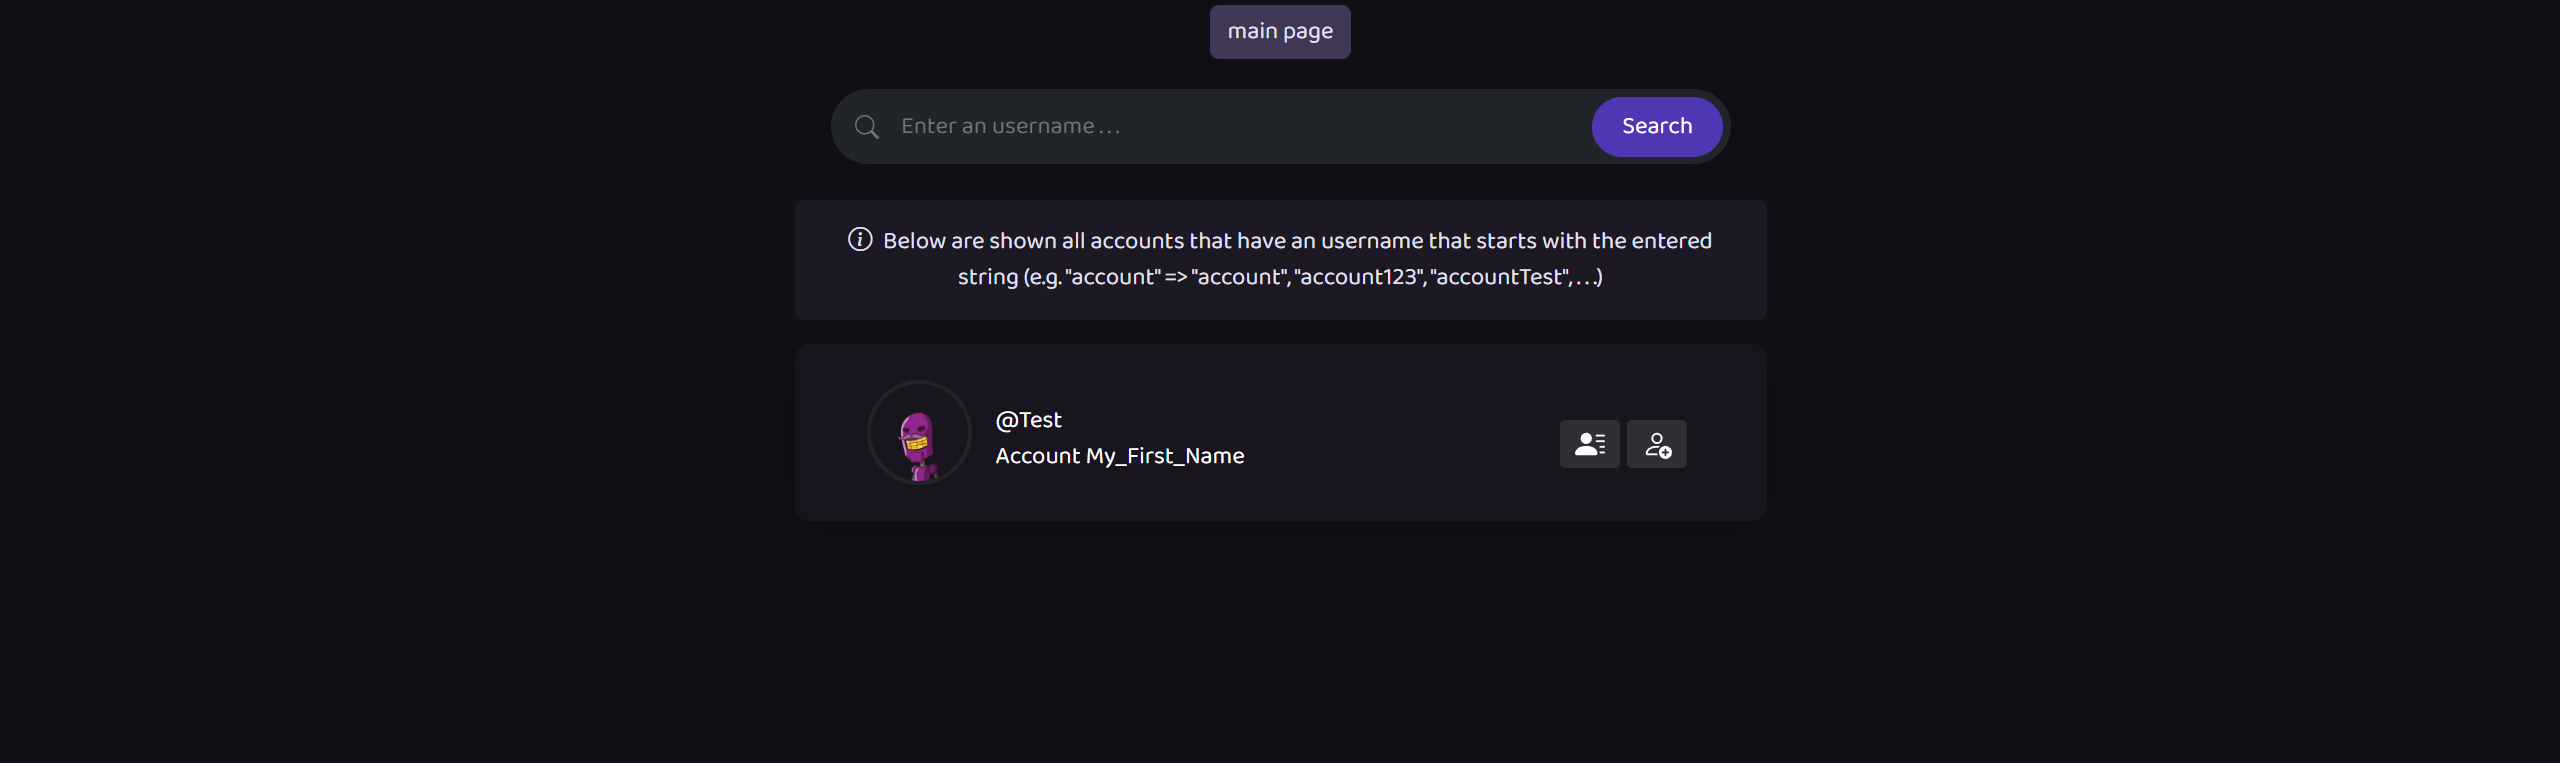 main page
Enter an username...
Search
Below are shown all accounts that have an username that starts with the entered
string (e.g. "account" => "account", "account123", "accountTest", ...)
@Test
Account My_First_Name